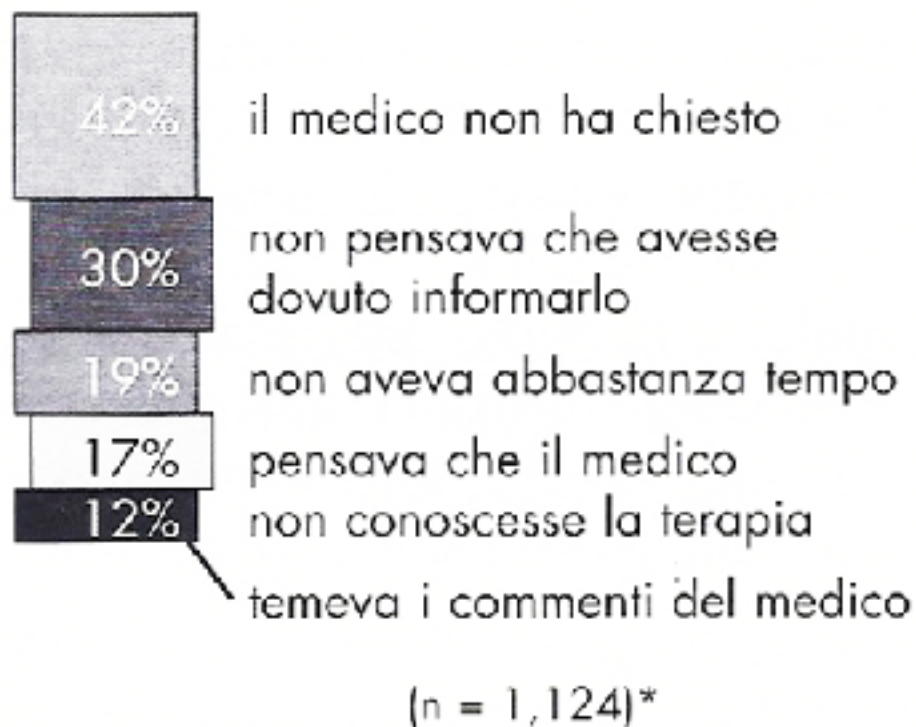 42%
il medico non ha chiesto
30%
non pensava che avesse
dovuto informarlo
19%
non aveva abbastanza tempo
17%
pensava che il medico
12%
non conoscesse la terapia
temeva i commenti del medico
(n = 1,124)*